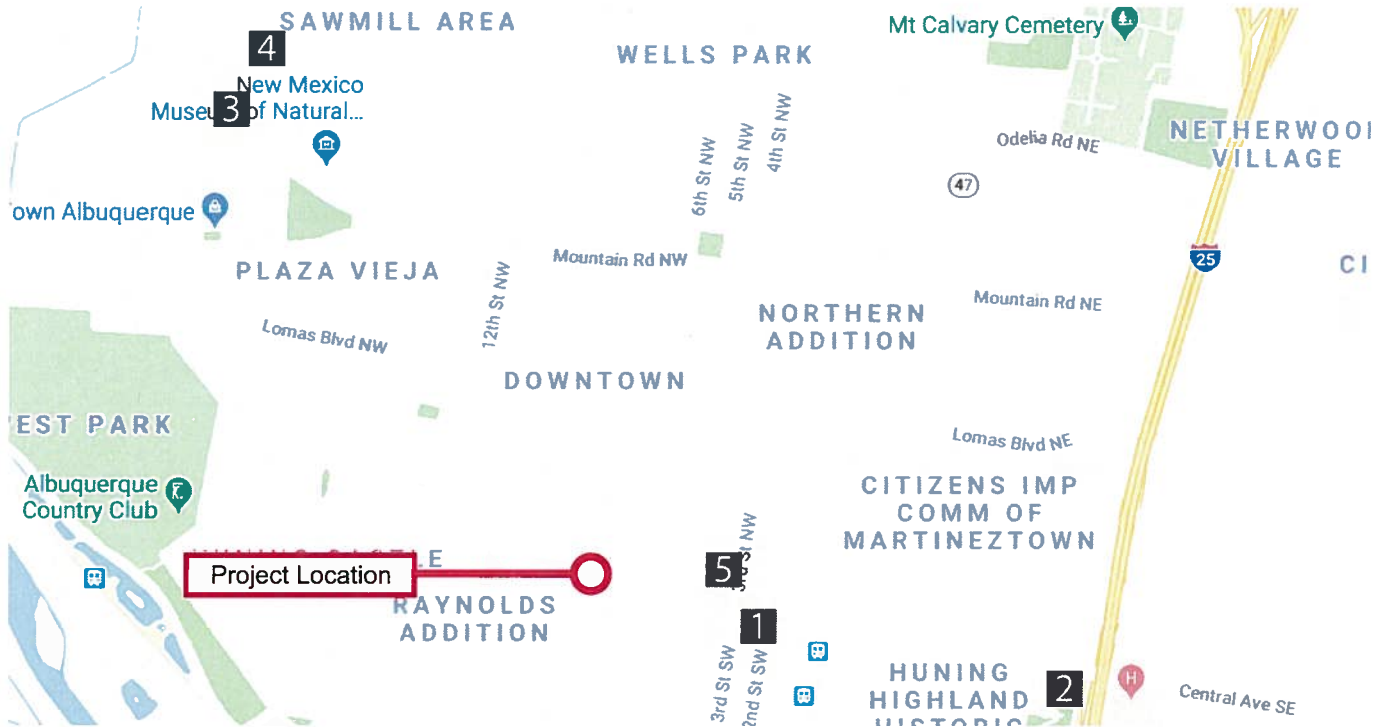 SAWMILL AREA
4
New Mexico
Museu
3
of Natural...
own Albuquerque
PLAZA VIEJA
Lomas Blvd NW
12th St NW
WELLS PARK
6th St NW
5th St NW
4th St NW
Mountain Rd NW
Mt Calvary Cemetery
Odelia Rd NE
47
NETHERWOO
VILLAGE
25
CI
Mountain Rd NE
NORTHERN
ADDITION
DOWNTOWN
EST PARK
Albuquerque
Country Club
Lomas Blvd NE
CITIZENS IMP
COMM OF
MARTINEZTOWN
Project Location
RAYNOLDS
ADDITION
5
St NW
1
3rd St SW
2nd St SW
HUNING
HIGHLAND
HISTORIC
2
H
Central Ave SE